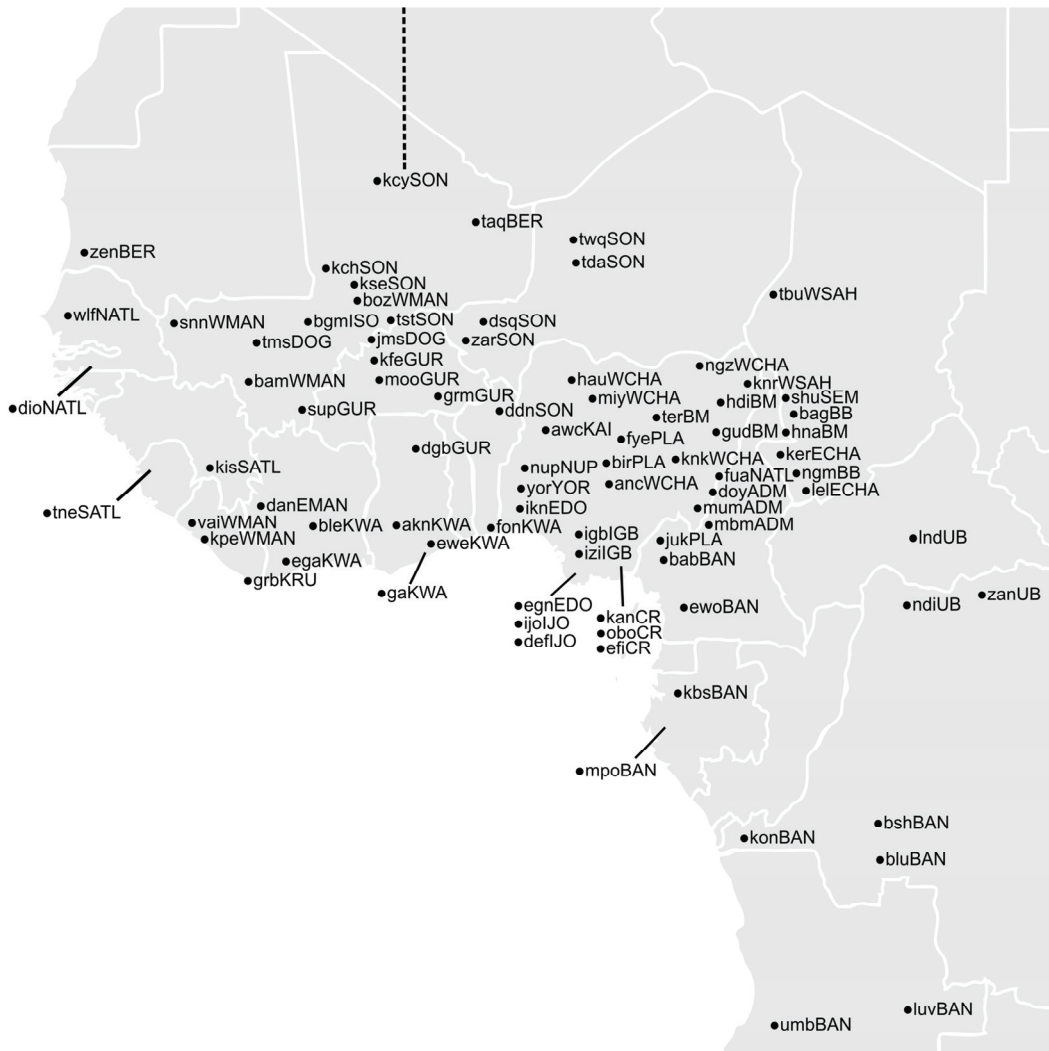 kcySON
taqBER
twqSON
zenBER
tdaSON
kchSON
kseSON
tbuWSAH
bozWMAN
wlfNATL
snnWMAN
bgmISO
tstSON
dsqSON
tmsDOG
jmsDOG
zarSON
kfeGUR
ngzWCHA
bamWMAN
mooGUR
hauWCHA
knrWSAH
grmGUR
miyWCHA
hdiBM
shuSEM
dioNATL
supGUR
ddnSON
terBM
bagBB
awcKAI
gudBM
hnaBM
fyePLA
dgbGUR
kerECHA
kisSATL
nupNUP
birPLA
knkWCHA
ngmBB
fuaNATL
yorYOR
ancWCHA
doyADM
lelECHA
danEMAN
iknEDO
mumADM
tneSATL
vaiWMAN
bleKWA
aknKWA
fonKWA
mbmADM
kpeWMAN
eweKWA
igbIGB
jukPLA
lndUB
iziIGB
egaKWA
babBAN
grbKRU
gaKWA
zanUB
egnEDO
ewoBAN
ndiUB
kanCR
ijoIJO
oboCR
defIJO
efiCR
kbsBAN
mpoBAN
bshBAN
konBAN
bluBAN
luvBAN
umbBAN